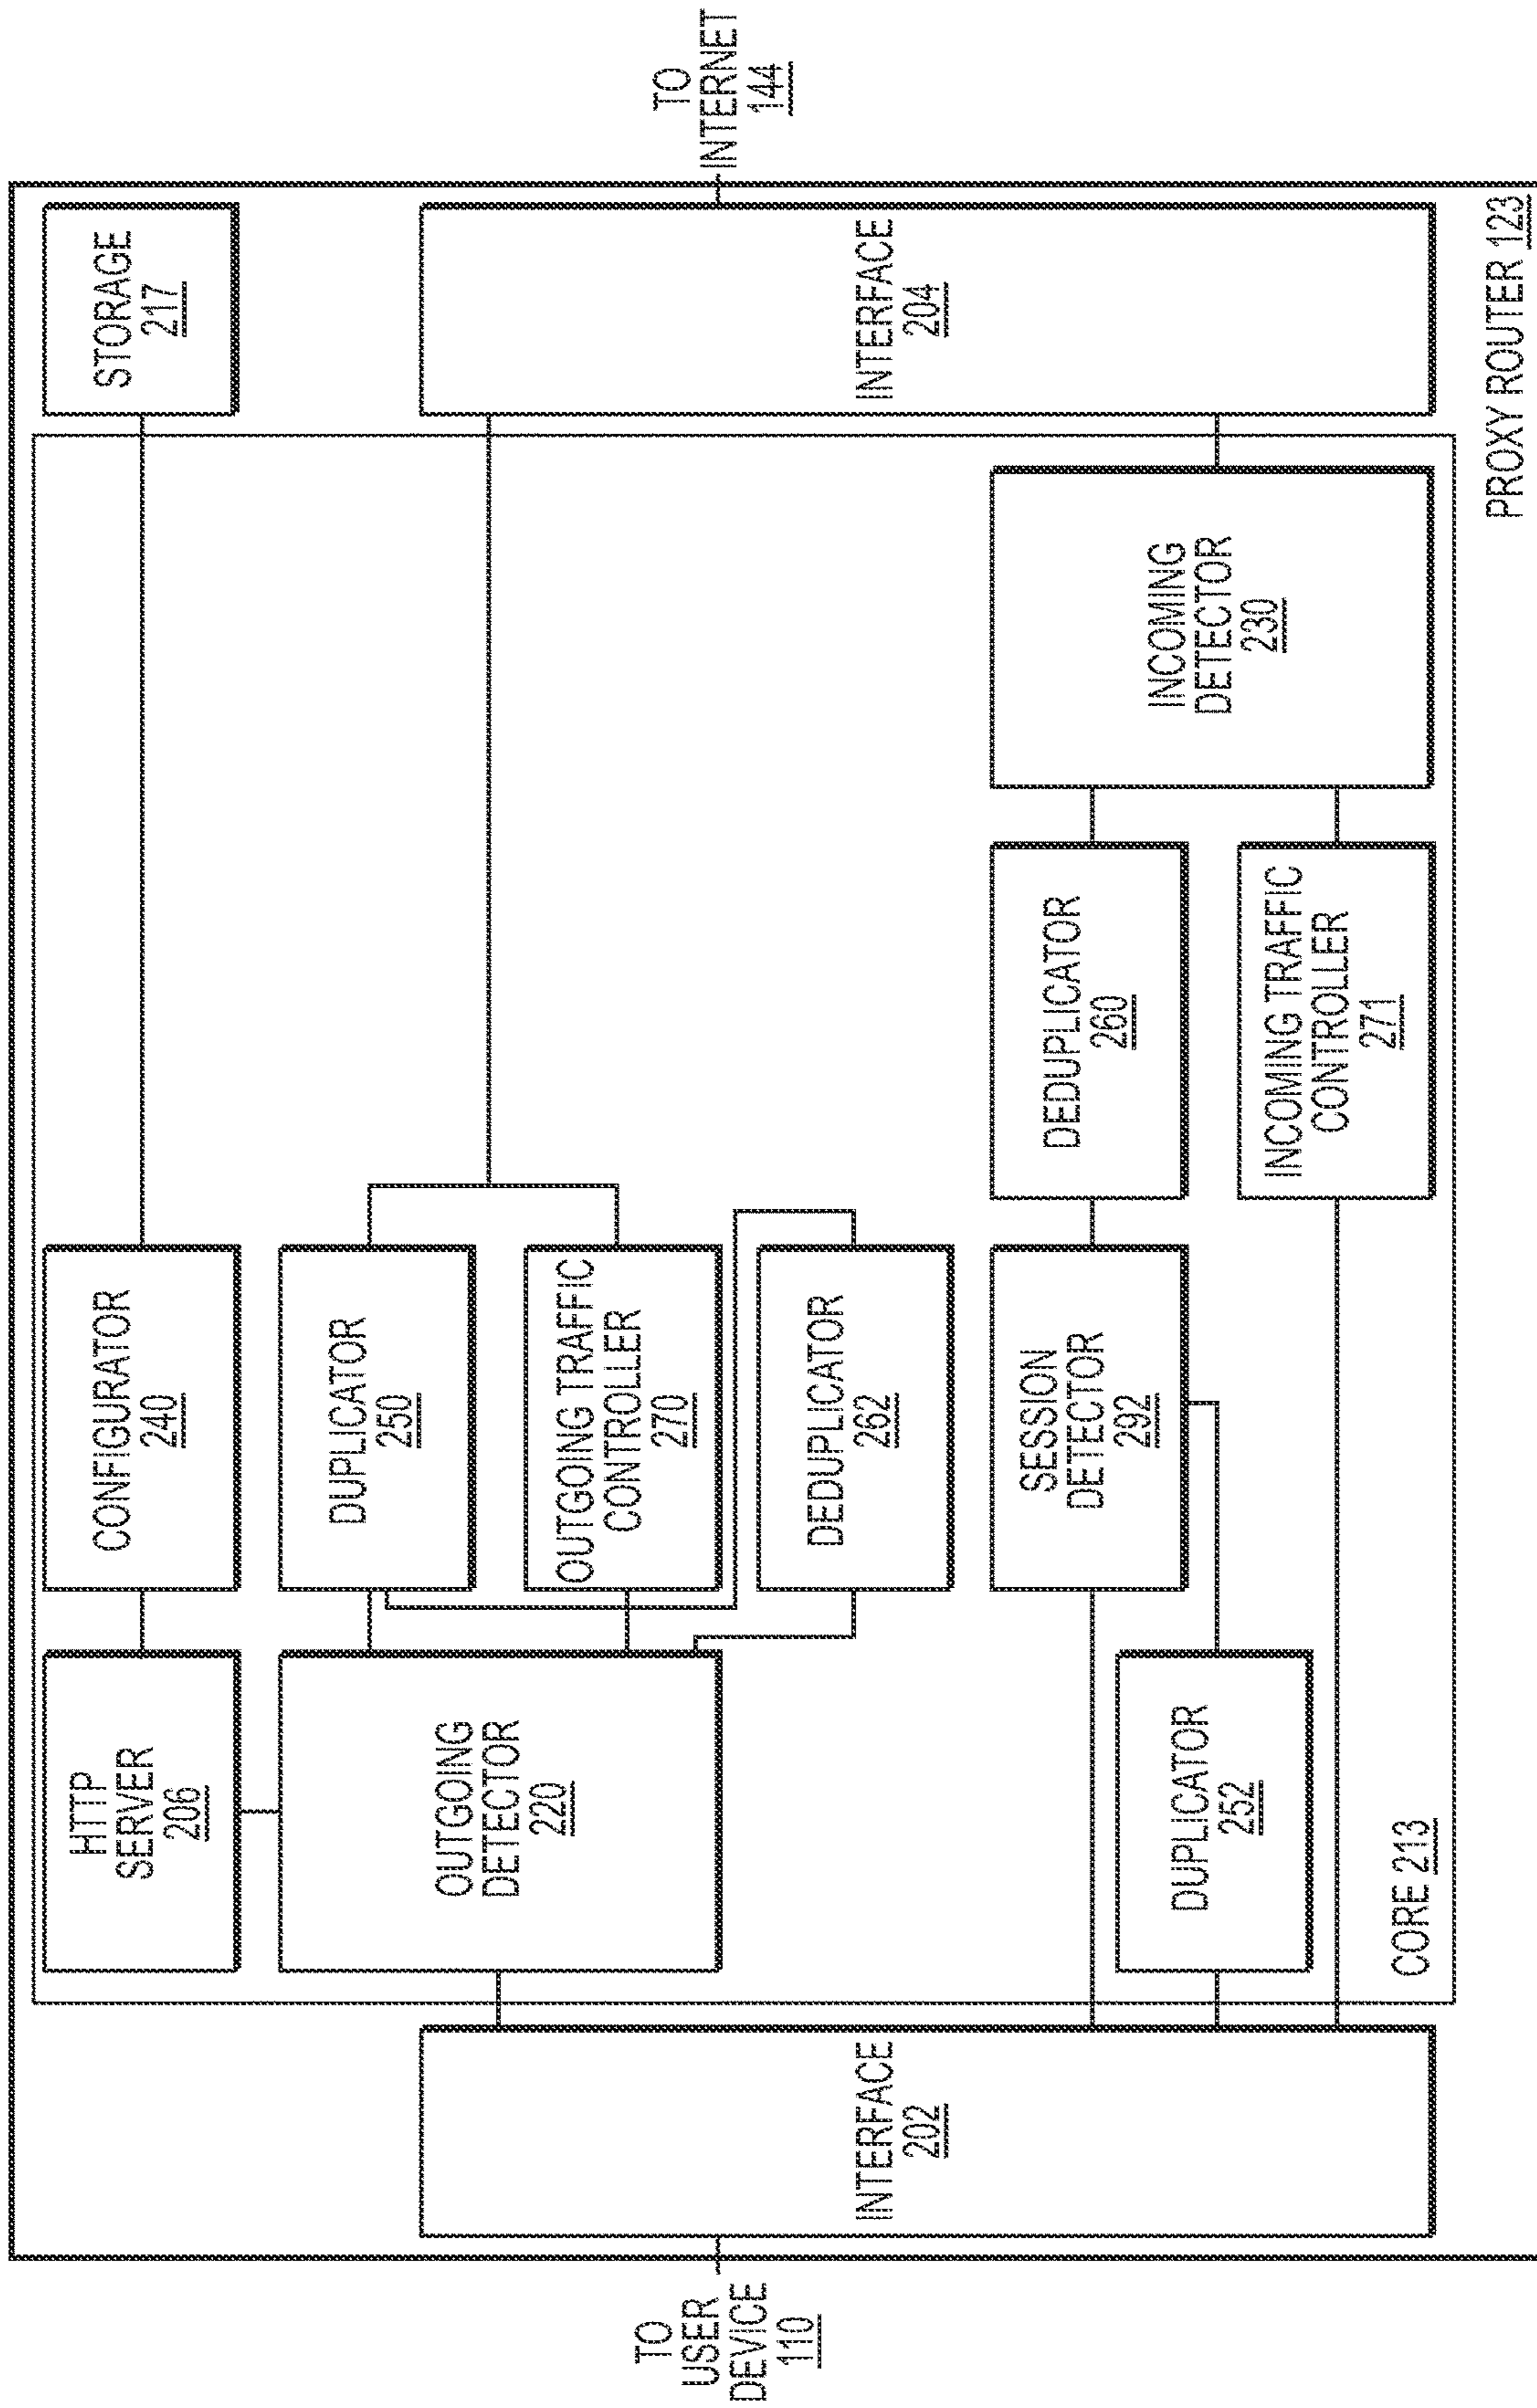 TO
USER
DEVICE
110
INTERFACE
202
HTTP
SERVER
206
CONFIGURATOR
240
STORAGE
217
OUTGOING
DETECTOR
220
DUPLICATOR
250
OUTGOING TRAFFIC
CONTROLLER
270
DEDUPLICATOR
262
SESSION
DETECTOR
292
DEDUPLICATOR
260
DUPLICATOR
252
INCOMING TRAFFIC
CONTROLLER
271
INCOMING
DETECTOR
230
INTERFACE
204
TO
INTERNET
144
CORE 213
PROXY ROUTER 123